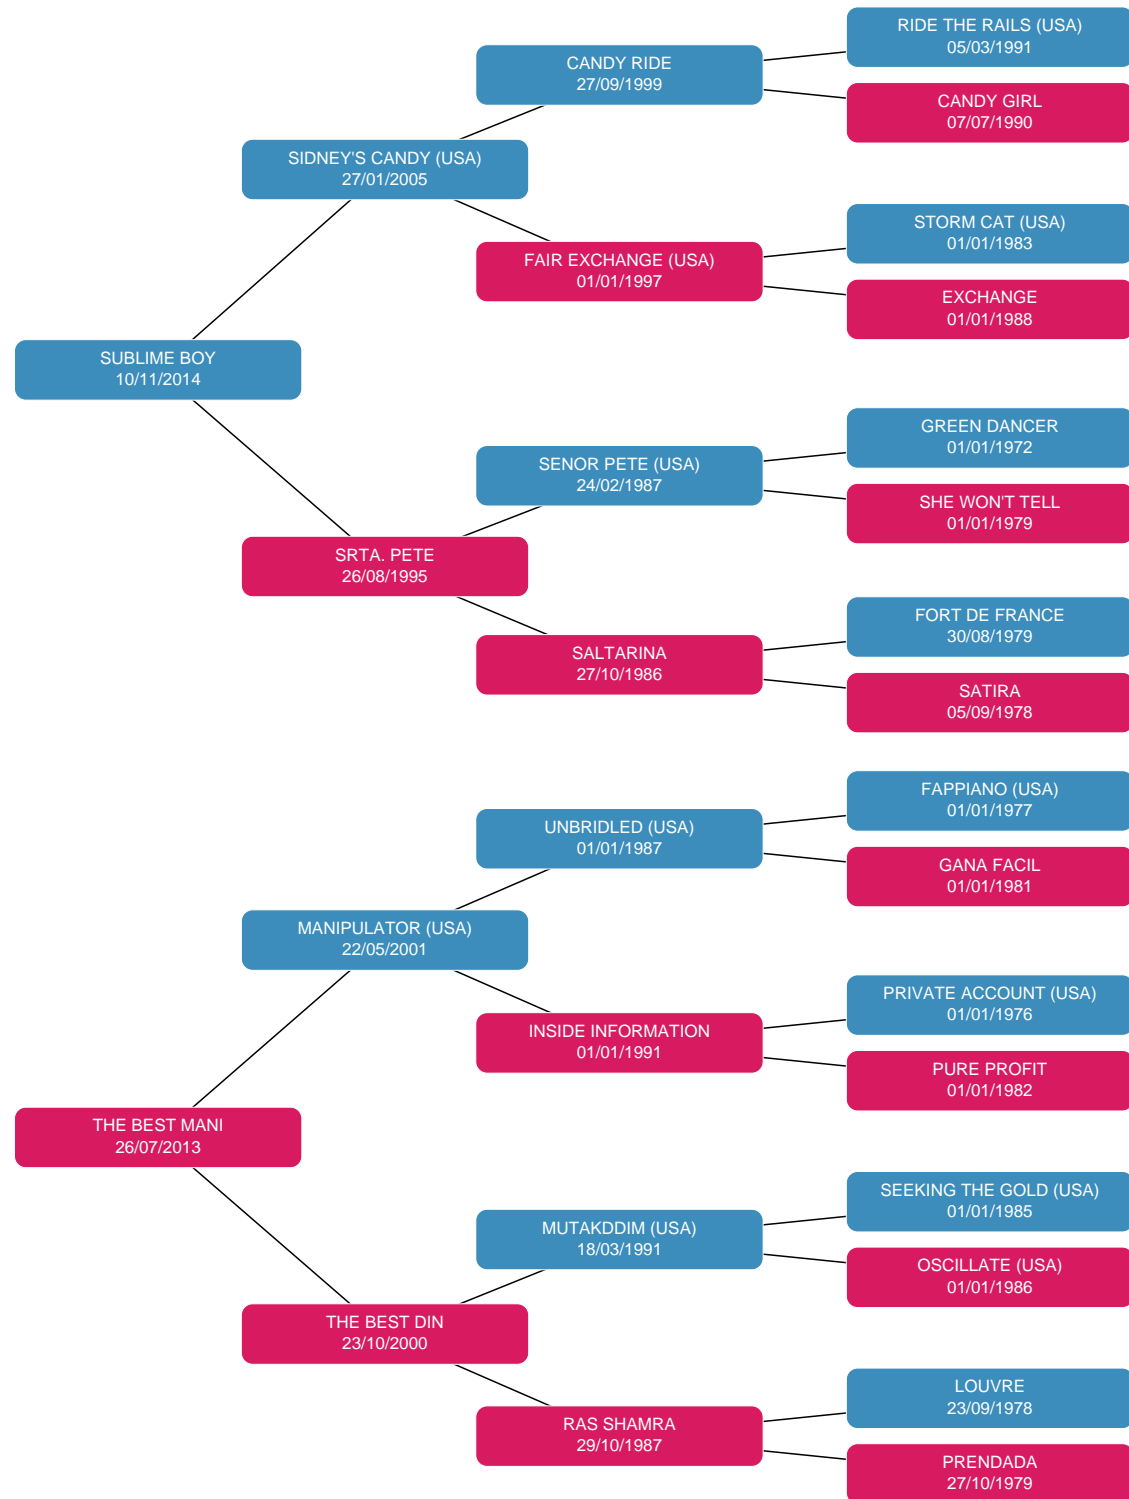 RIDE THE RAILS (USA)
05/03/1991
CANDY RIDE
27/09/1999
CANDY GIRL
07/07/1990
SIDNEY'S CANDY (USA)
27/01/2005
STORM CAT (USA)
01/01/1983
FAIR EXCHANGE (USA)
01/01/1997
EXCHANGE
01/01/1988
SUBLIME BOY
10/11/2014
GREEN DANCER
01/01/1972
SENOR PETE (USA)
24/02/1987
SHE WON'T TELL
01/01/1979
SRTA. PETE
26/08/1995
FORT DE FRANCE
30/08/1979
SALTARINA
27/10/1986
SATIRA
05/09/1978
FAPPIANO (USA)
01/01/1977
UNBRIDLED (USA)
01/01/1987
GANA FACIL
01/01/1981
MANIPULATOR (USA)
22/05/2001
PRIVATE ACCOUNT (USA)
01/01/1976
INSIDE INFORMATION
01/01/1991
PURE PROFIT
01/01/1982
THE BEST MANI
26/07/2013
SEEKING THE GOLD (USA)
01/01/1985
MUTAKDDIM (USA)
18/03/1991
OSCILLATE (USA)
01/01/1986
THE BEST DIN
23/10/2000
LOUVRE
23/09/1978
RAS SHAMRA
29/10/1987
PRENDADA
27/10/1979